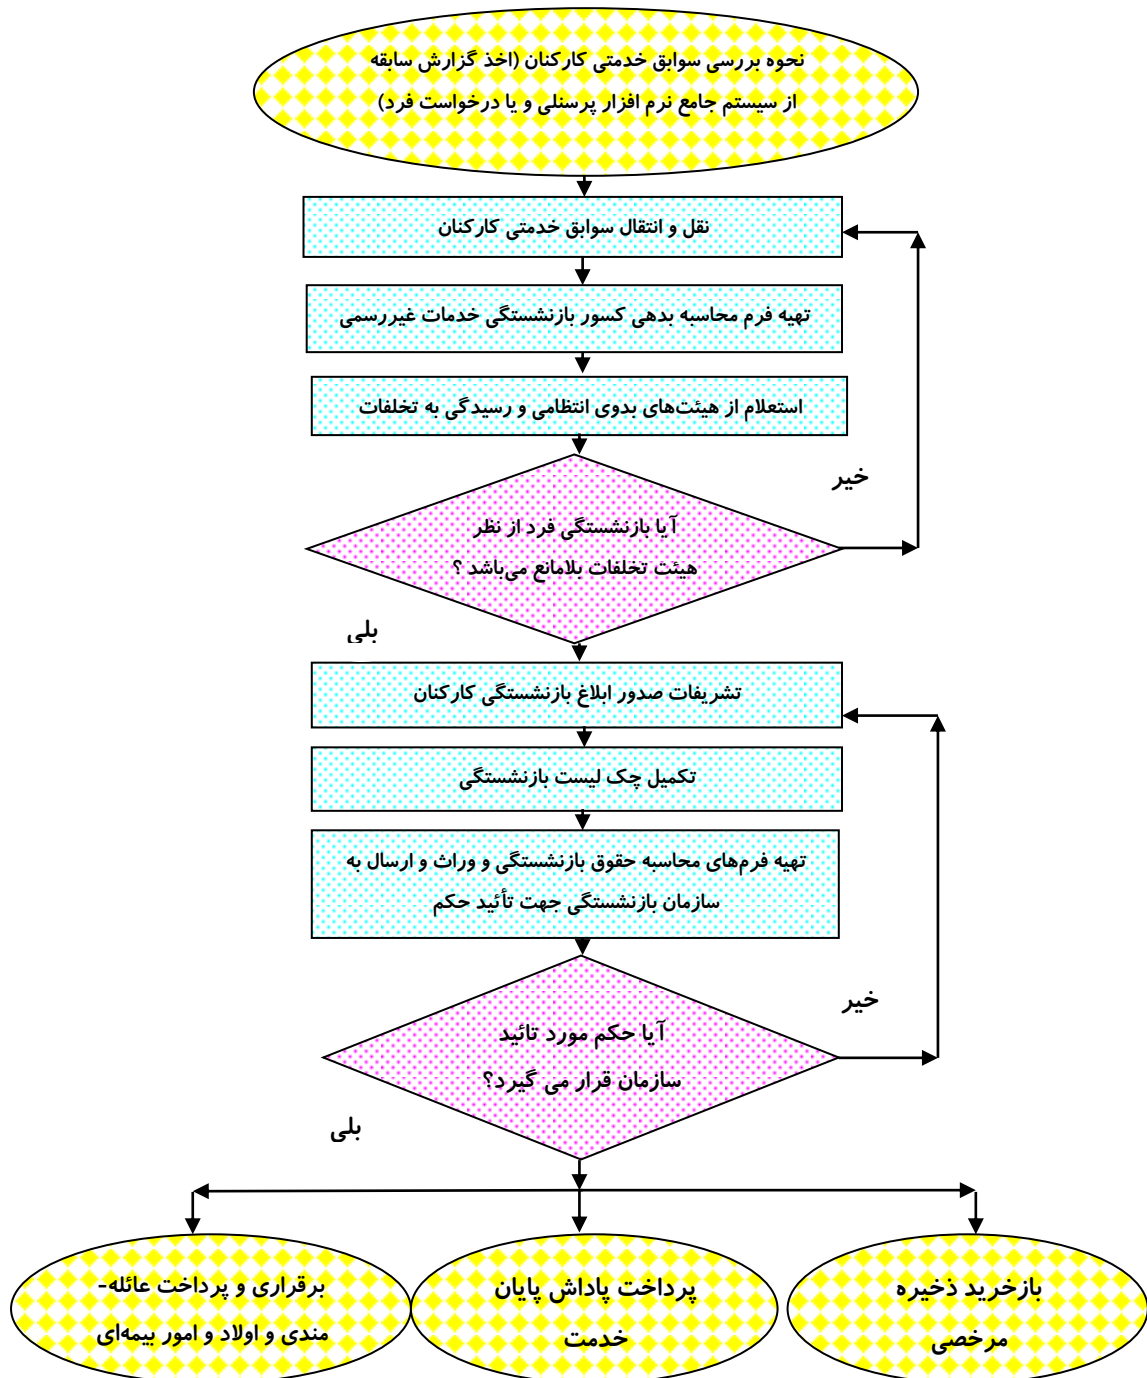 نحوه بررسی سوابق خدمتی کارکنان (اخذ گزارش سابقه
از سیستم جامع نرم افزار پرسنلی و یا درخواست فرد)
نقل و انتقال سوابق خدمتی کارکنان
تهیه فرم محاسبه بدهی کسور بازنشستگی خدمات غیررسمی
استعلام از هیئت‌های بدوی انتظامی و رسیدگی به تخلفات
خیر
آیا بازنشستگی فرد از نظر
هیئت تخلفات بلامانع می‌باشد ؟
بلی
تشریفات صدور ابلاغ بازنشستگی کارکنان
تکمیل چک لیست بازنشستگی
تهیه فرم‌های محاسبه حقوق بازنشستگی و وراث و ارسال به
سازمان بازنشستگی جهت تأئید حکم
خیر
آیا حکم مورد تائید
سازمان قرار می گیرد؟
بلی
بازخرید ذخیره
مرخصی
پرداخت پاداش پایان
خدمت
برقراری و پرداخت عائله-
مندی و اولاد و امور بیمه‌ای